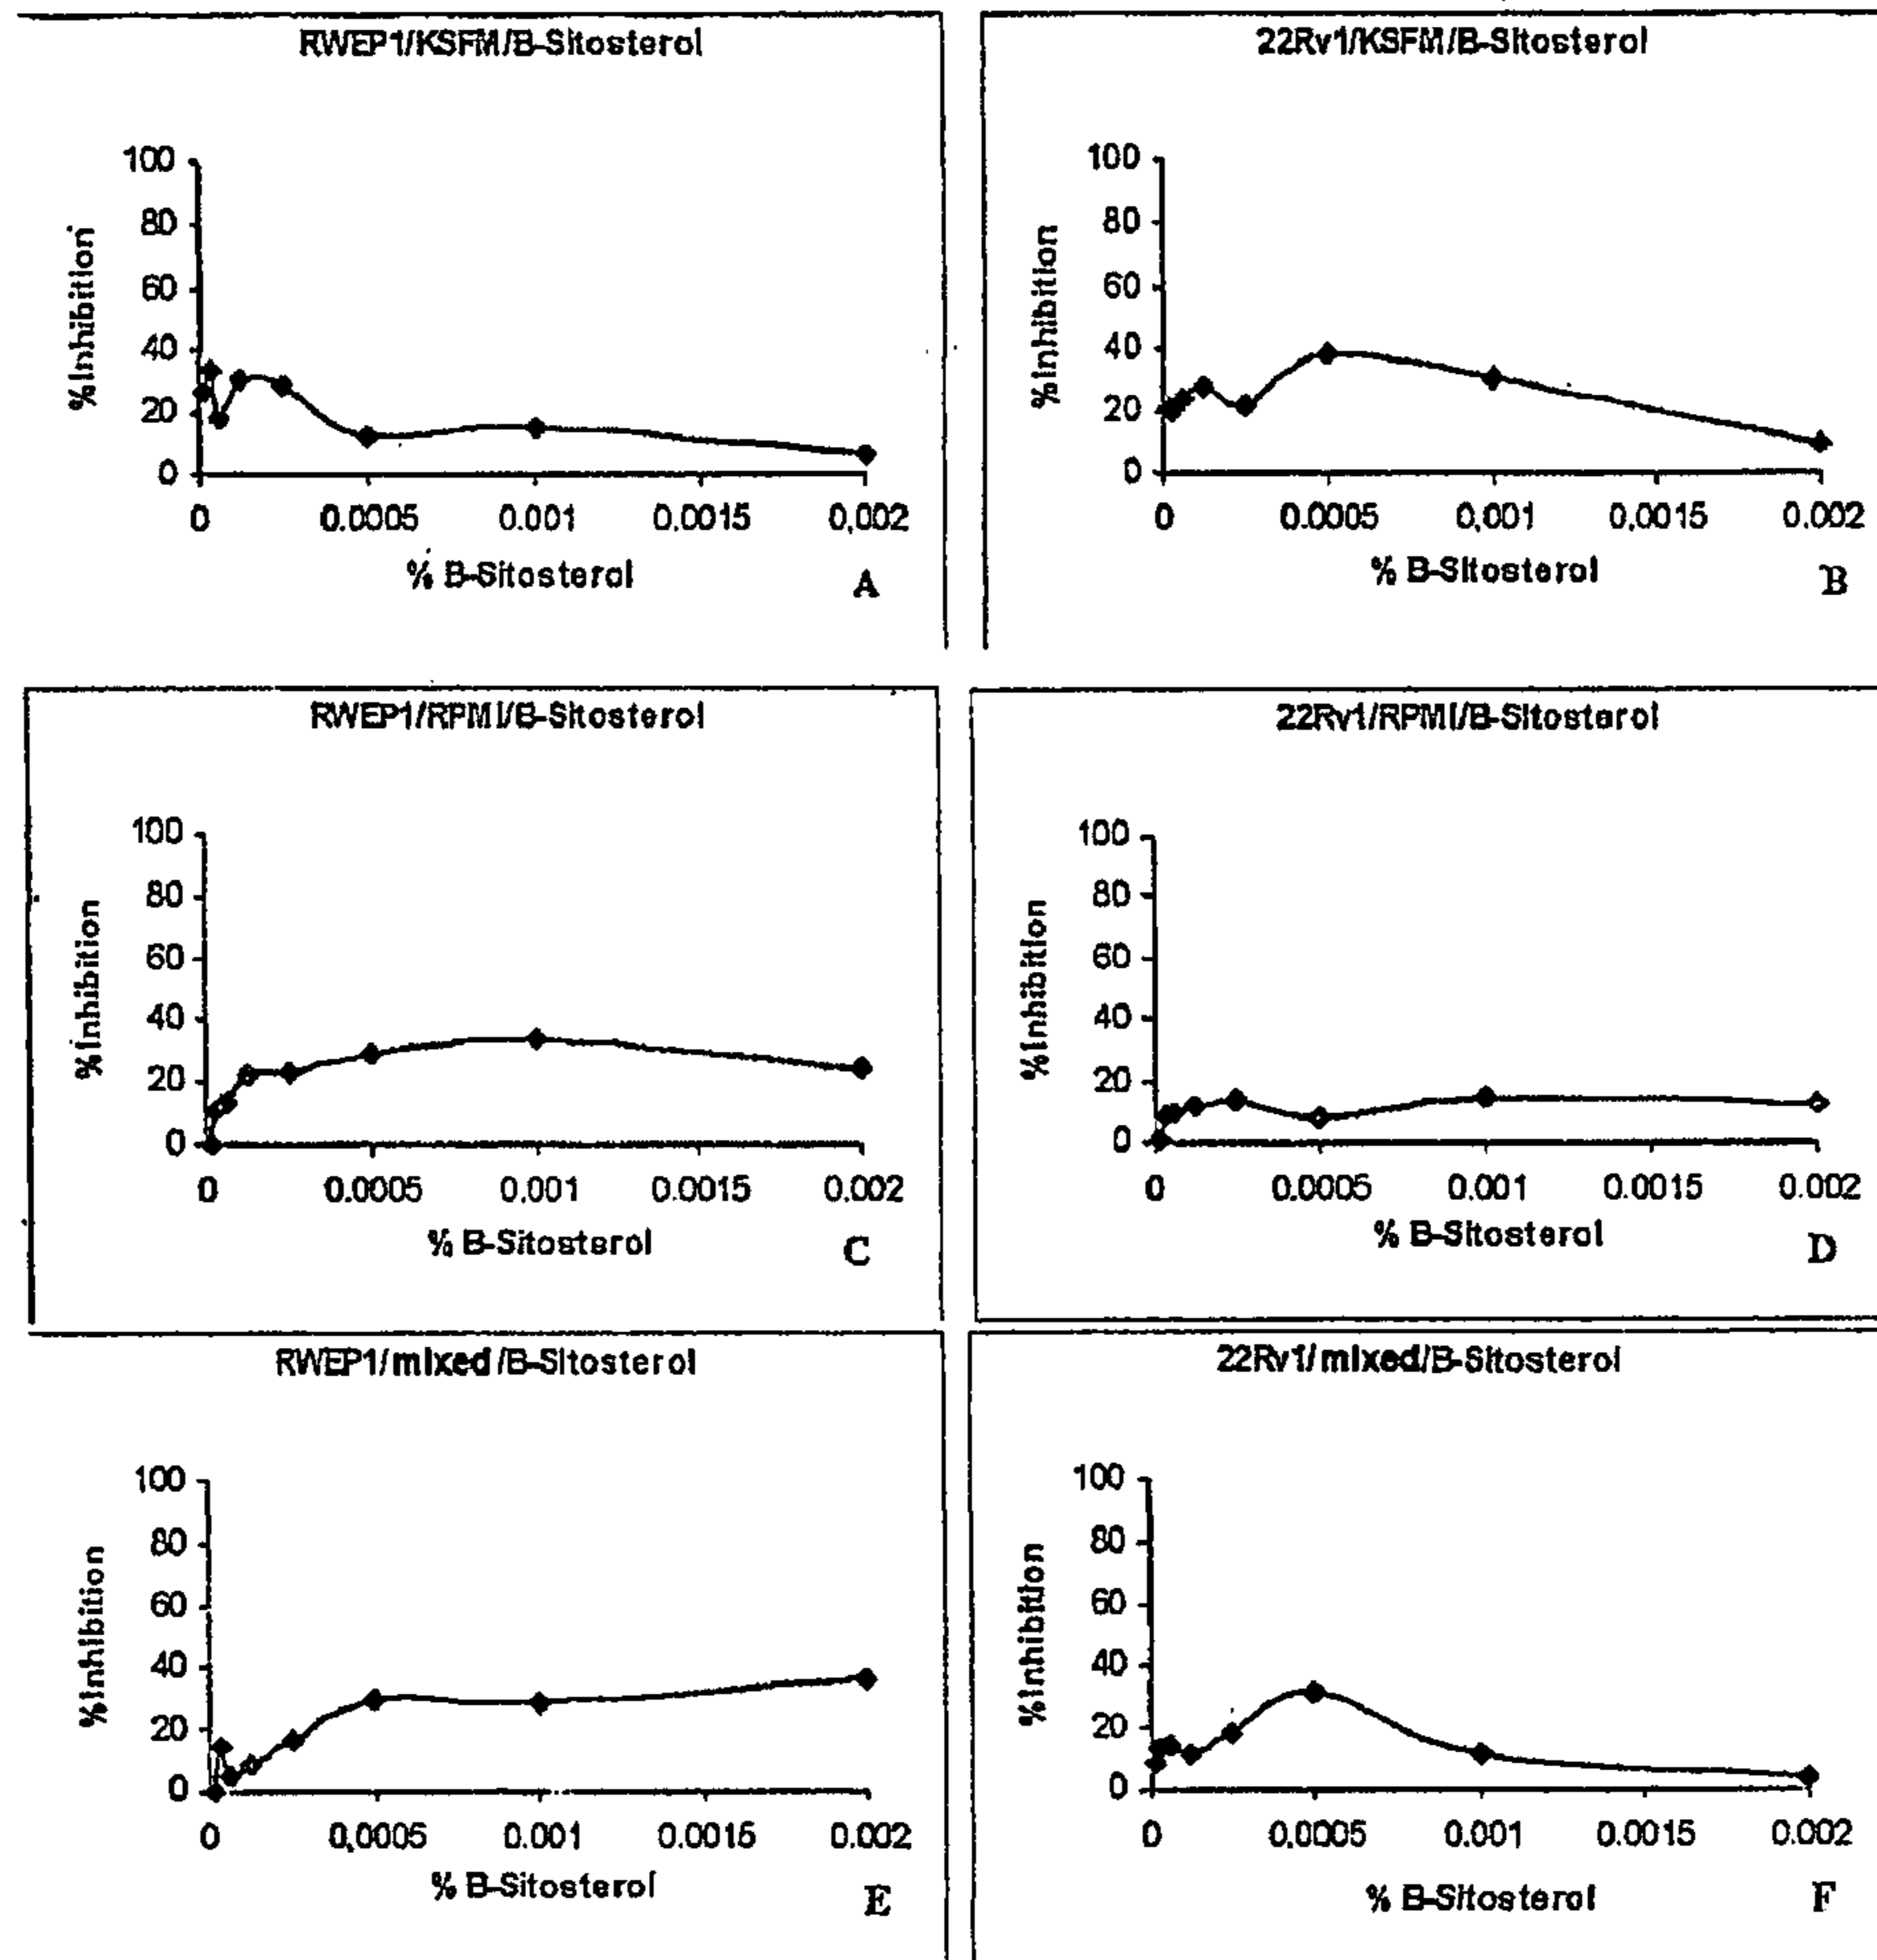 RWEP1/KSFM/B-Sitosterol
100
80
60
40
20
0
%Inhibition
0 0.0005 0.001 0.0015 0.002
% B-Sitosterol
A
22Rv1/KSFM/B-Sitosterol
100
80
60
40
20
0
%Inhibition
0 0.0005 0.001 0.0015 0.002
% B-Sitosterol
B
RWEP1/RPMI/B-Sitosterol
100
80
60
40
20
0
%Inhibition
0 0.0005 0.001 0.0015 0.002
% B-Sitosterol
C
22Rv1/RPMI/B-Sitosterol
100
80
60
40
20
0
%Inhibition
0 0.0005 0.001 0.0015 0.002
% B-Sitosterol
D
RWEP1/mixed/B-Sitosterol
100
80
60
40
20
0
%Inhibition
0 0.0005 0.001 0.0015 0.002
% B-Sitosterol
E
22Rv1/mixed/B-Sitosterol
100
80
60
40
20
0
%Inhibition
0 0.0005 0.001 0.0015 0.002
% B-Sitosterol
F